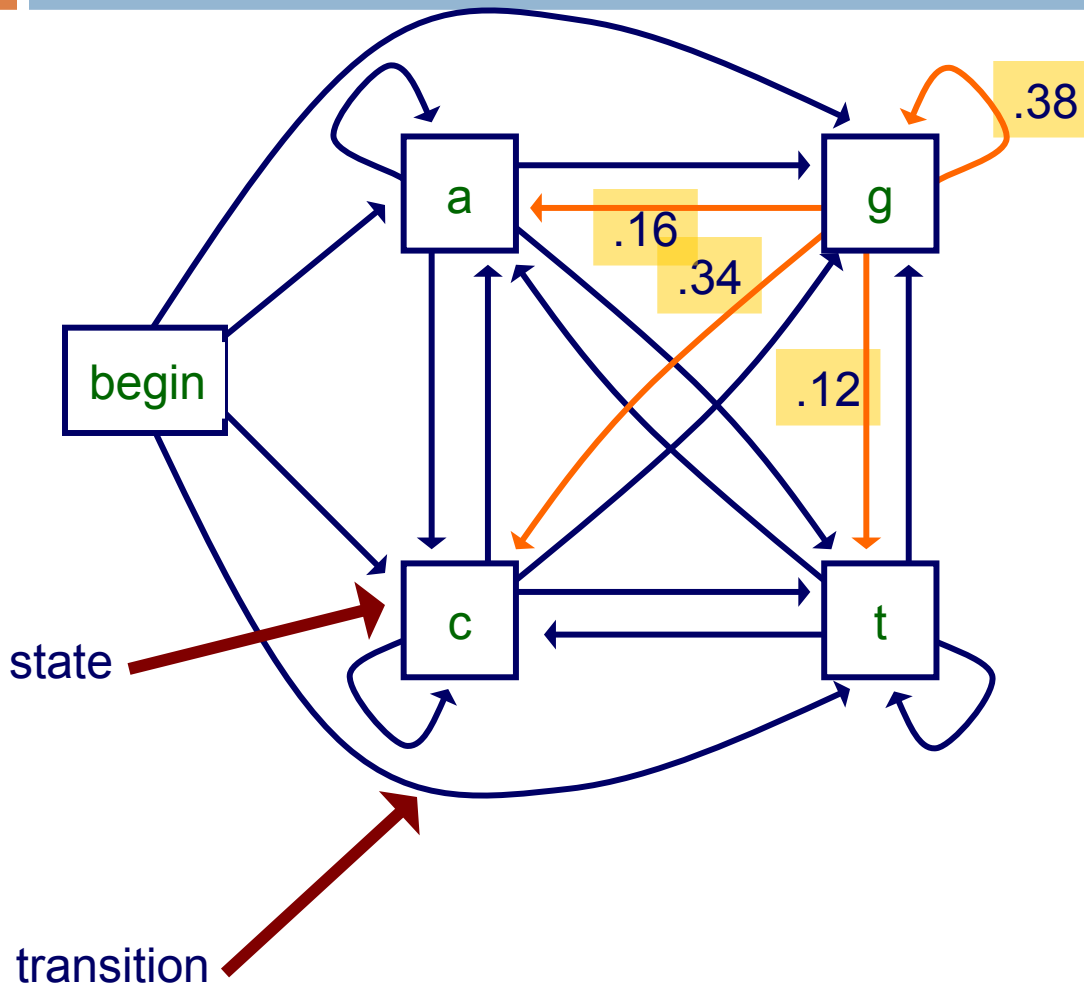 .38
a
g
.16
.34
begin
.12
c
t
state
transition